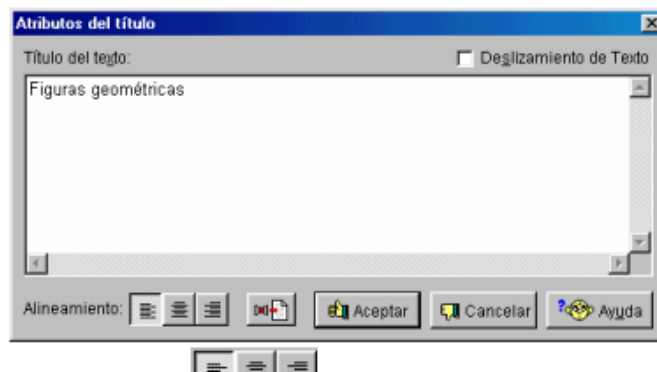 Atributos del título
Título del texto: Deslizamiento de Texto
Figuras geométricas
Alineamiento: Aceptar Cancelar Ayuda